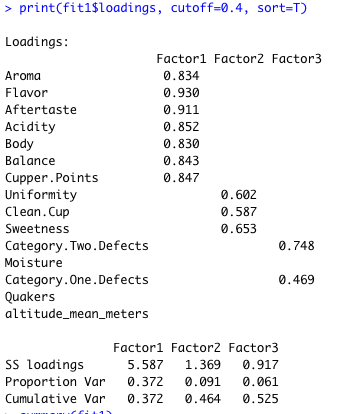 > print(fit1$loadings, cutoff=0.4, sort=T)
Loadings:
Factor1 Factor2 Factor3
Aroma 0.834
Flavor 0.930
Aftertaste 0.911
Acidity 0.852
Body 0.830
Balance 0.843
Cupper.Points 0.847
Uniformity 0.602
Clean.Cup 0.587
Sweetness 0.653
Category.Two.Defects 0.748
Moisture
Category.One.Defects 0.469
Quakers
altitude_mean_meters
Factor1 Factor2 Factor3
SS loadings 5.587 1.369 0.917
Proportion Var 0.372 0.091 0.061
Cumulative Var 0.372 0.464 0.525